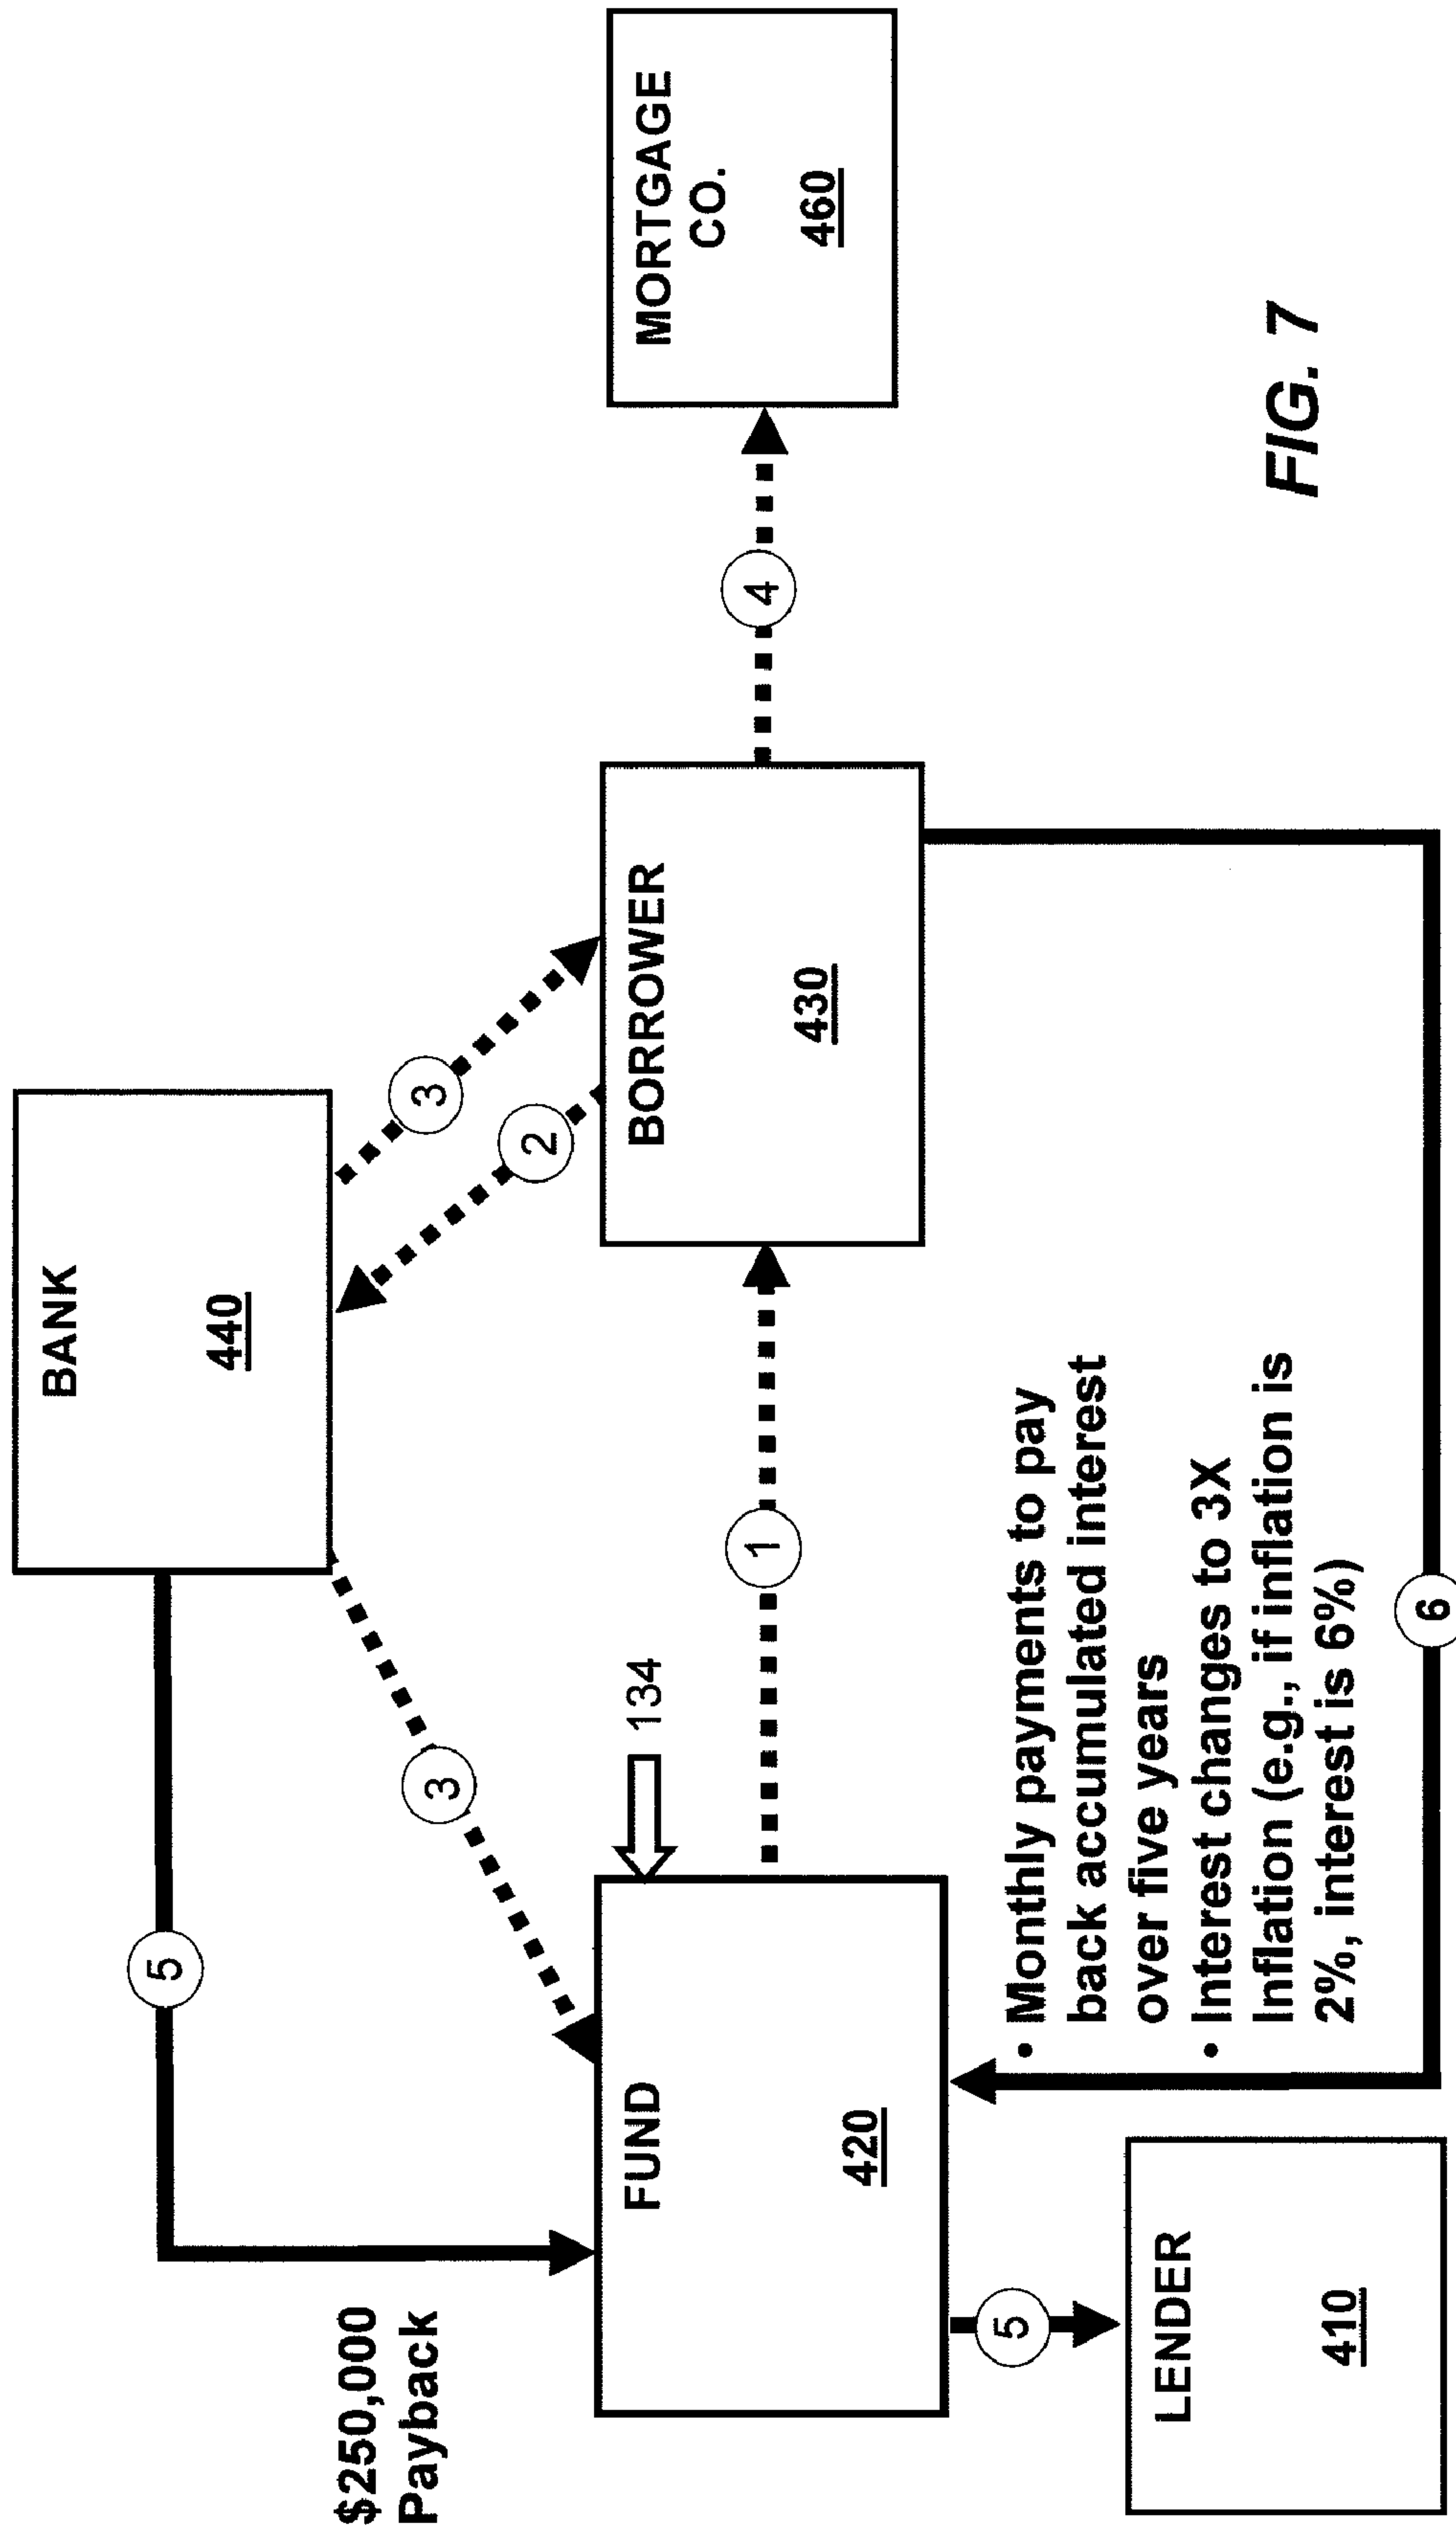 BANK
440
5
3
3
2
$250,000
Payback
FUND
420
134
1
BORROWER
430
4
MORTGAGE
CO.
460
5
LENDER
410
• Monthly payments to pay
back accumulated interest
over five years
• Interest changes to 3X
Inflation (e.g., if inflation is
2%, interest is 6%)
6
FIG. 7